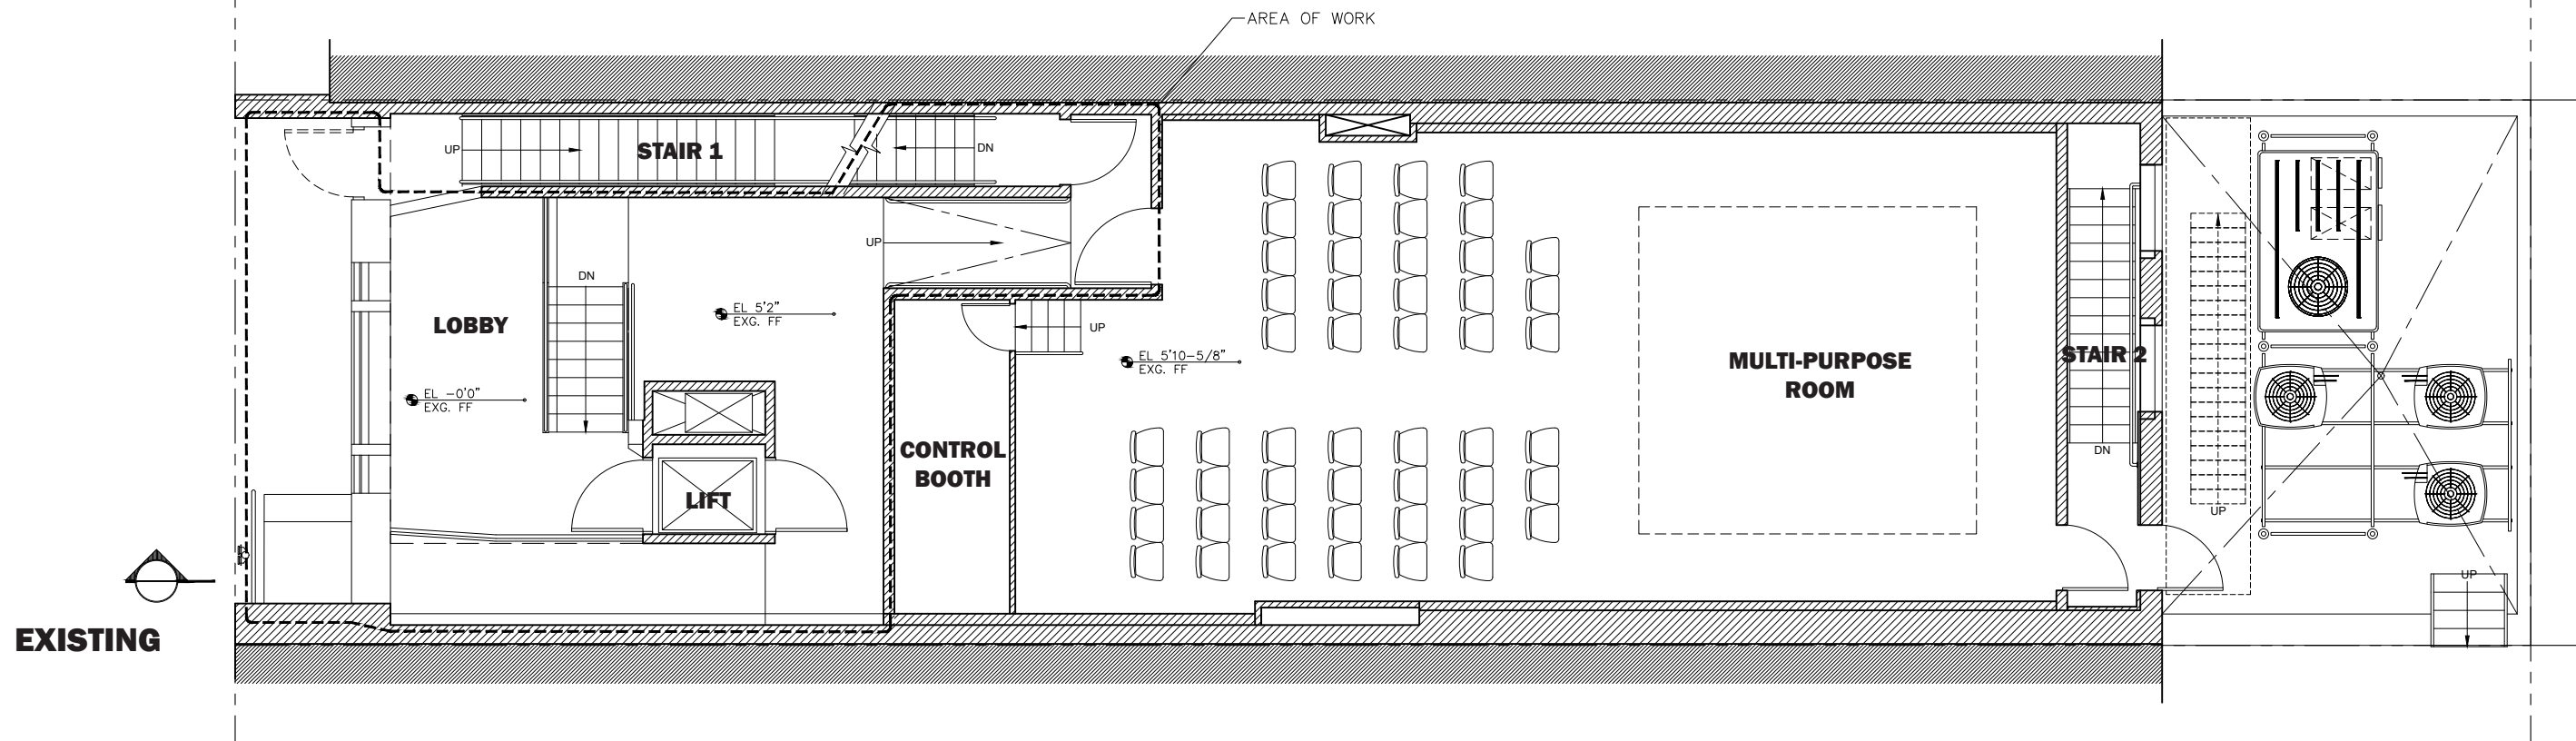 AREA OF WORK
UP
STAIR 1
DN
UP
DN
EL 5'2"
EXG. FF
LOBBY
UP
EL 5'10-5/8"
EXG. FF
MULTI-PURPOSE
ROOM
STAIR 2
EL -0'0"
EXG. FF
CONTROL
BOOTH
DN
LIFT
UP
UP
EXISTING